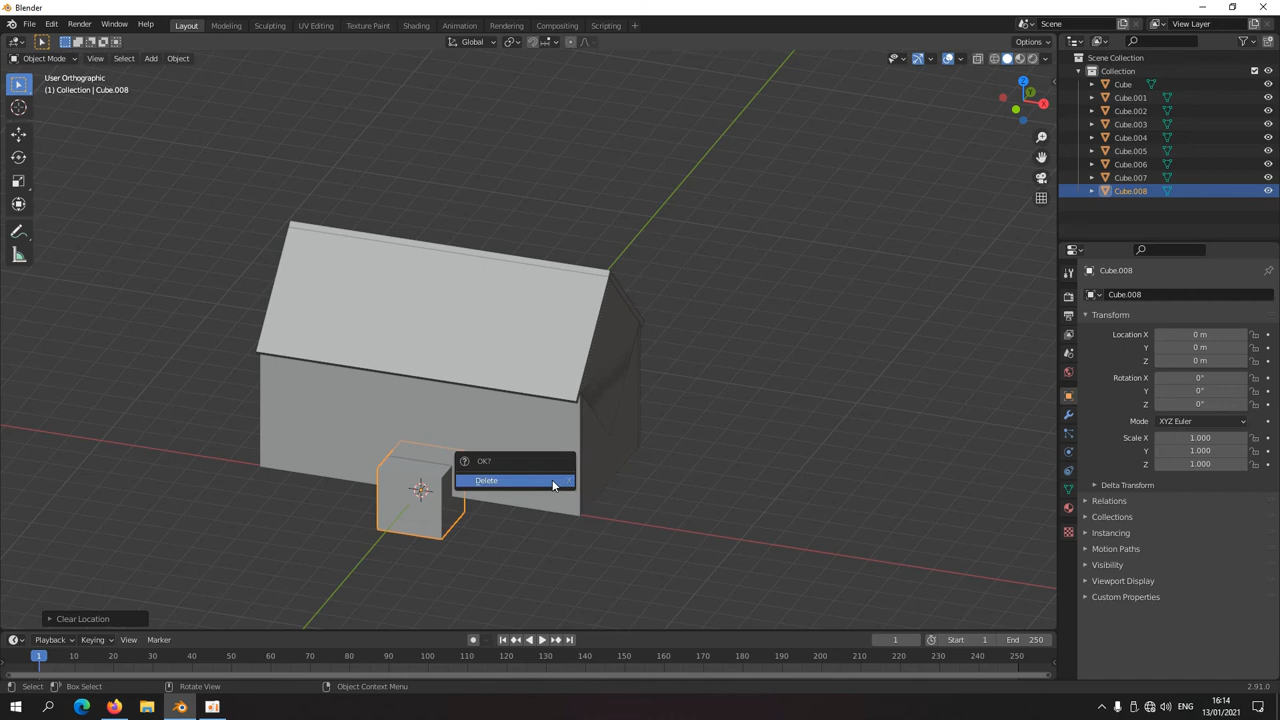 Blender
File Edit Render Window Help
Layout Modeling Sculpting UV Editing Texture Paint Shading Animation Rendering Compositing Scripting +
Scene
View Layer
Object Mode View Select Add Object
Global
Options
User Orthographic
(1) Collection | Cube.008
Z
Y
X
OK?
Delete X
Clear Location
Scene Collection
Collection
Cube
Cube.001
Cube.002
Cube.003
Cube.004
Cube.005
Cube.006
Cube.007
Cube.008
Cube.008
Cube.008
Transform
Location X 0 m
Y 0 m
Z 0 m
Rotation X 0°
Y 0°
Z 0°
Mode XYZ Euler
Scale X 1.000
Y 1.000
Z 1.000
Delta Transform
Relations
Collections
Instancing
Motion Paths
Visibility
Viewport Display
Custom Properties
Playback Keying View Marker
1 Start 1 End 250
1 10 20 30 40 50 60 70 80 90 100 110 120 130 140 150 160 170 180 190 200 210 220 230 240 250
Select Box Select Rotate View Object Context Menu 2.91.0
ENG 16:14
13/01/2021